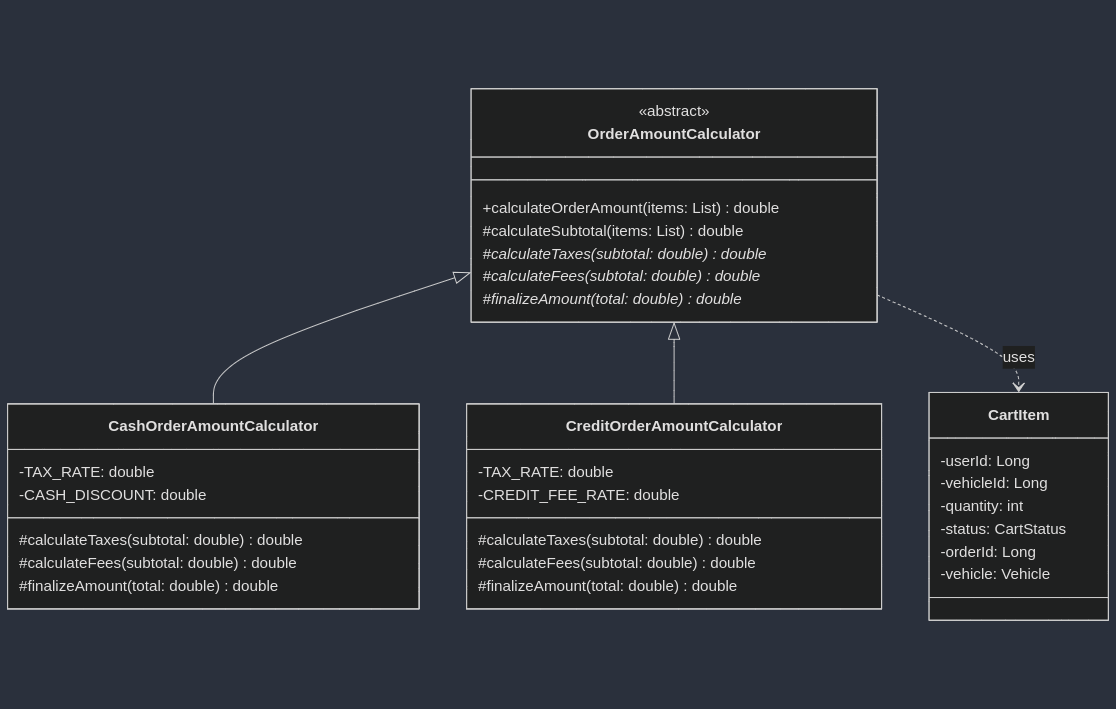 «abstract»
OrderAmountCalculator
+calculateOrderAmount(items: List) : double
#calculateSubtotal(items: List) : double
#calculateTaxes(subtotal: double) : double
#calculateFees(subtotal: double) : double
#finalizeAmount(total: double) : double
uses
CashOrderAmountCalculator
-TAX_RATE: double
-CASH_DISCOUNT: double
#calculateTaxes(subtotal: double) : double
#calculateFees(subtotal: double) : double
#finalizeAmount(total: double) : double
CreditOrderAmountCalculator
-TAX_RATE: double
-CREDIT_FEE_RATE: double
#calculateTaxes(subtotal: double) : double
#calculateFees(subtotal: double) : double
#finalizeAmount(total: double) : double
CartItem
-userId: Long
-vehicleId: Long
-quantity: int
-status: CartStatus
-orderId: Long
-vehicle: Vehicle